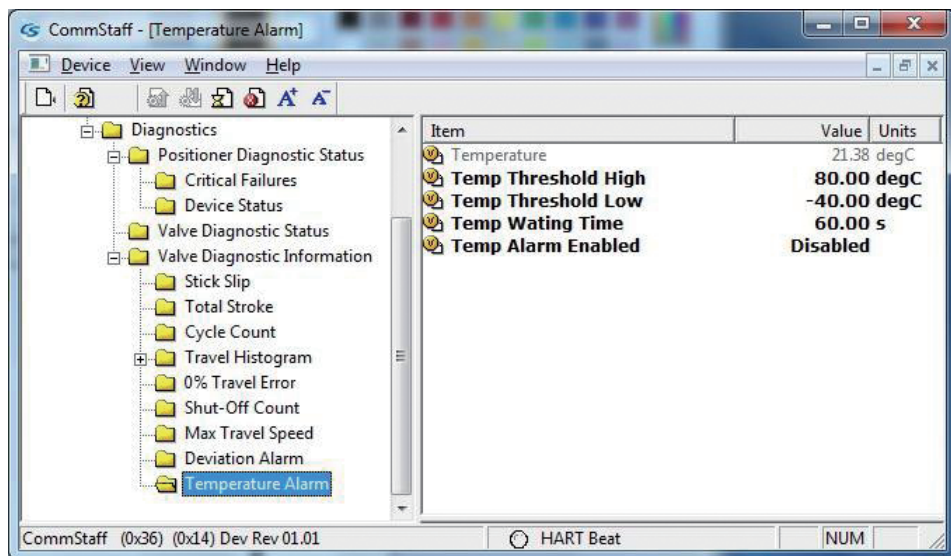 CommStaff - [Temperature Alarm]
Device View Window Help
Diagnostics
Positioner Diagnostic Status
Critical Failures
Device Status
Valve Diagnostic Status
Valve Diagnostic Information
Stick Slip
Total Stroke
Cycle Count
Travel Histogram
0% Travel Error
Shut-Off Count
Max Travel Speed
Deviation Alarm
Temperature Alarm
Item Value Units
Temperature 21.38 degC
Temp Threshold High 80.00 degC
Temp Threshold Low -40.00 degC
Temp Wating Time 60.00 s
Temp Alarm Enabled Disabled
CommStaff (0x36) (0x14) Dev Rev 01.01 HART Beat NUM